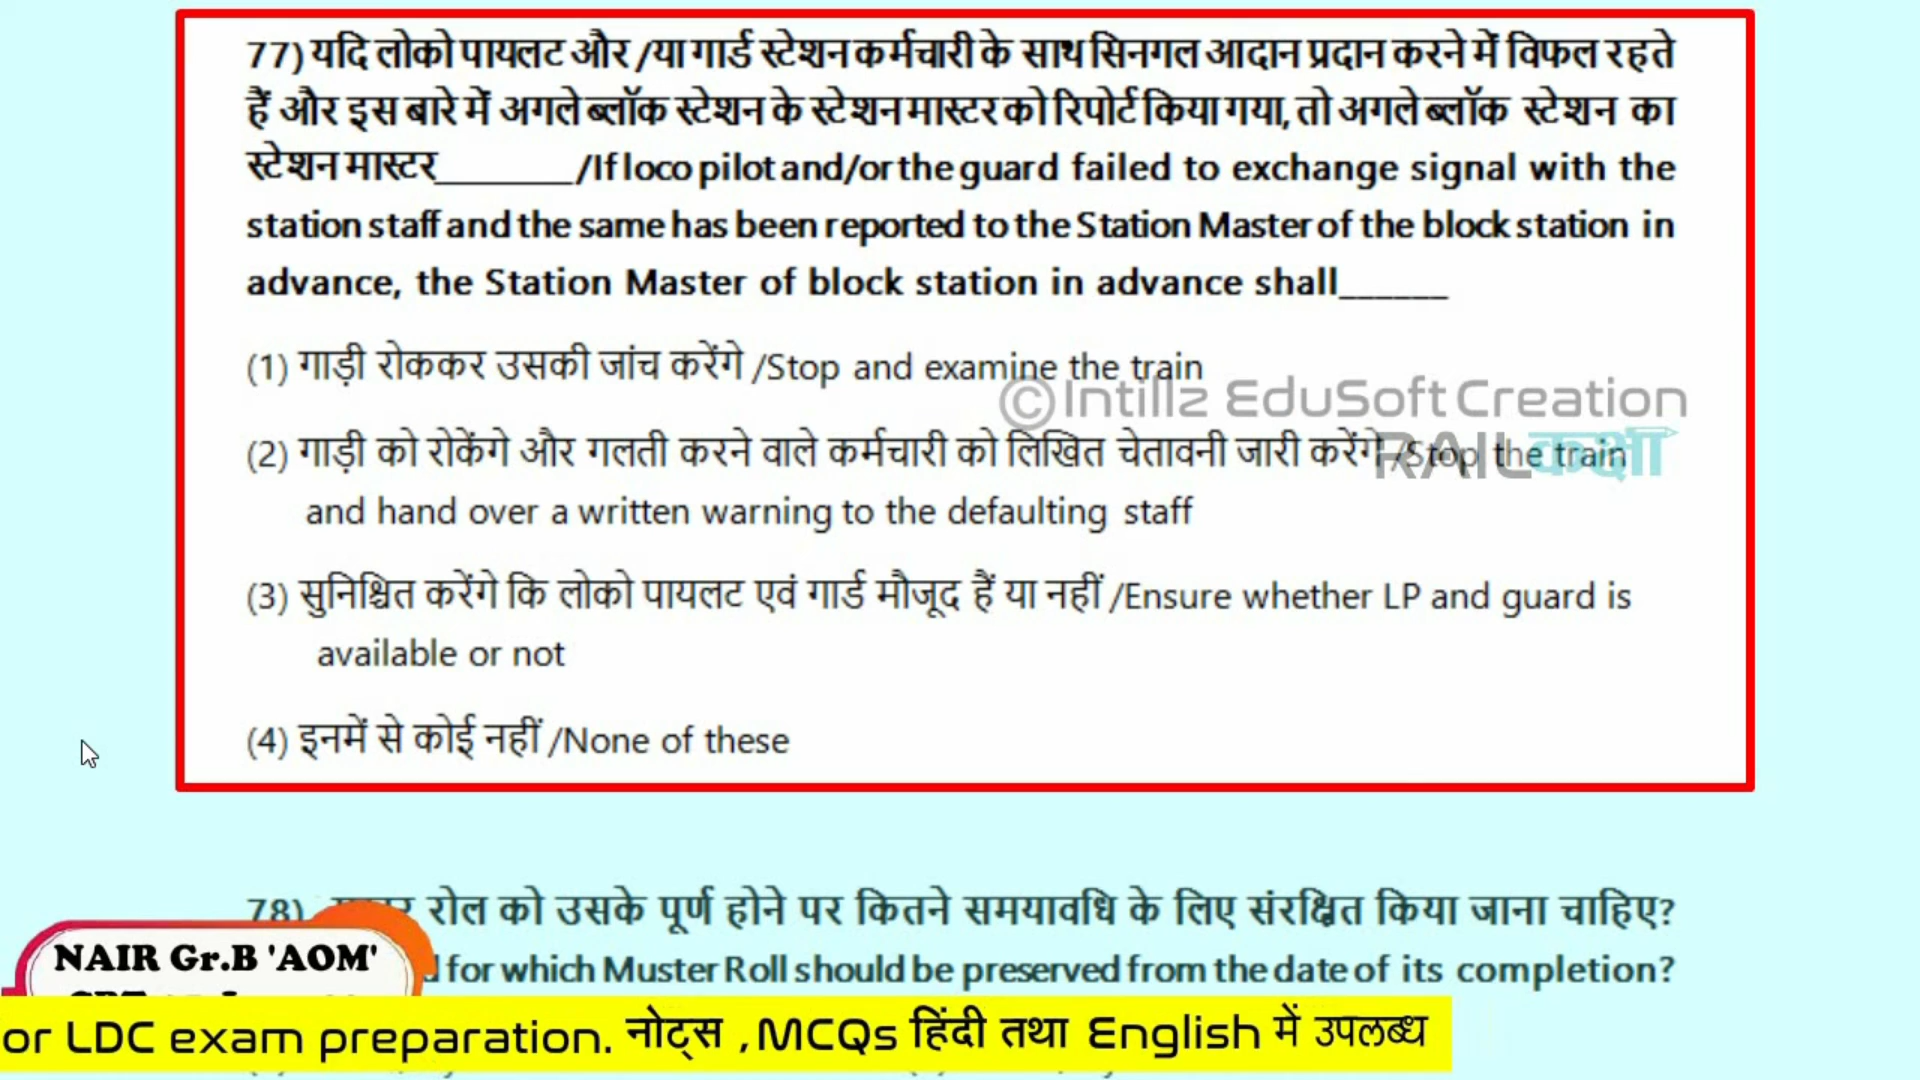 77) यदि लोको पायलट और /या गार्ड स्टेशन कर्मचारी के साथ सिनगल आदान प्रदान करने में विफल रहते
हैं और इस बारे में अगले ब्लॉक स्टेशन के स्टेशन मास्टर को रिपोर्ट किया गया, तो अगले ब्लॉक स्टेशन का
स्टेशन मास्टर________/If loco pilot and/or the guard failed to exchange signal with the
station staff and the same has been reported to the Station Master of the block station in
advance, the Station Master of block station in advance shall______
(1) गाड़ी रोककर उसकी जांच करेंगे /Stop and examine the train
©Intillz EduSoft Creation
(2) गाड़ी को रोकेंगे और गलती करने वाले कर्मचारी को लिखित चेतावनी जारी करेंगे /Stop the train
RAILकक्षा
and hand over a written warning to the defaulting staff
(3) सुनिश्चित करेंगे कि लोको पायलट एवं गार्ड मौजूद हैं या नहीं /Ensure whether LP and guard is
available or not
(4) इनमें से कोई नहीं /None of these
78) रोल को उसके पूर्ण होने पर कितने समयावधि के लिए संरक्षित किया जाना चाहिए?
for which Muster Roll should be preserved from the date of its completion?
NAIR Gr.B 'AOM'
or LDC exam preparation. नोट्स ,MCQs हिंदी तथा English में उपलब्ध